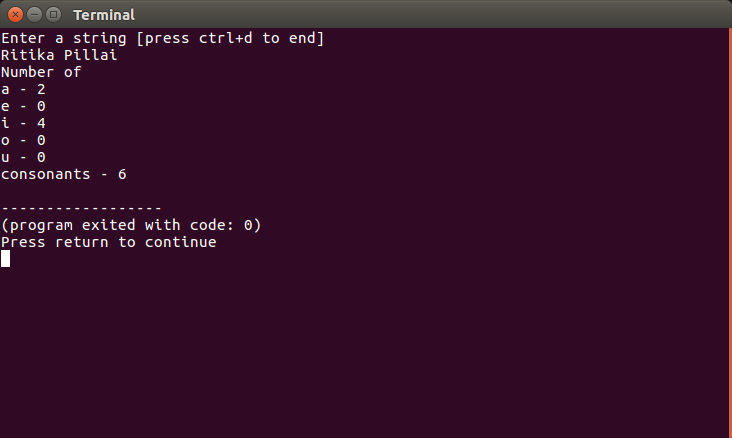 Terminal
Enter a string [press ctrl+d to end]
Ritika Pillai
Number of
a - 2
e - 0
i - 4
o - 0
u - 0
consonants - 6
------------------
(program exited with code: 0)
Press return to continue